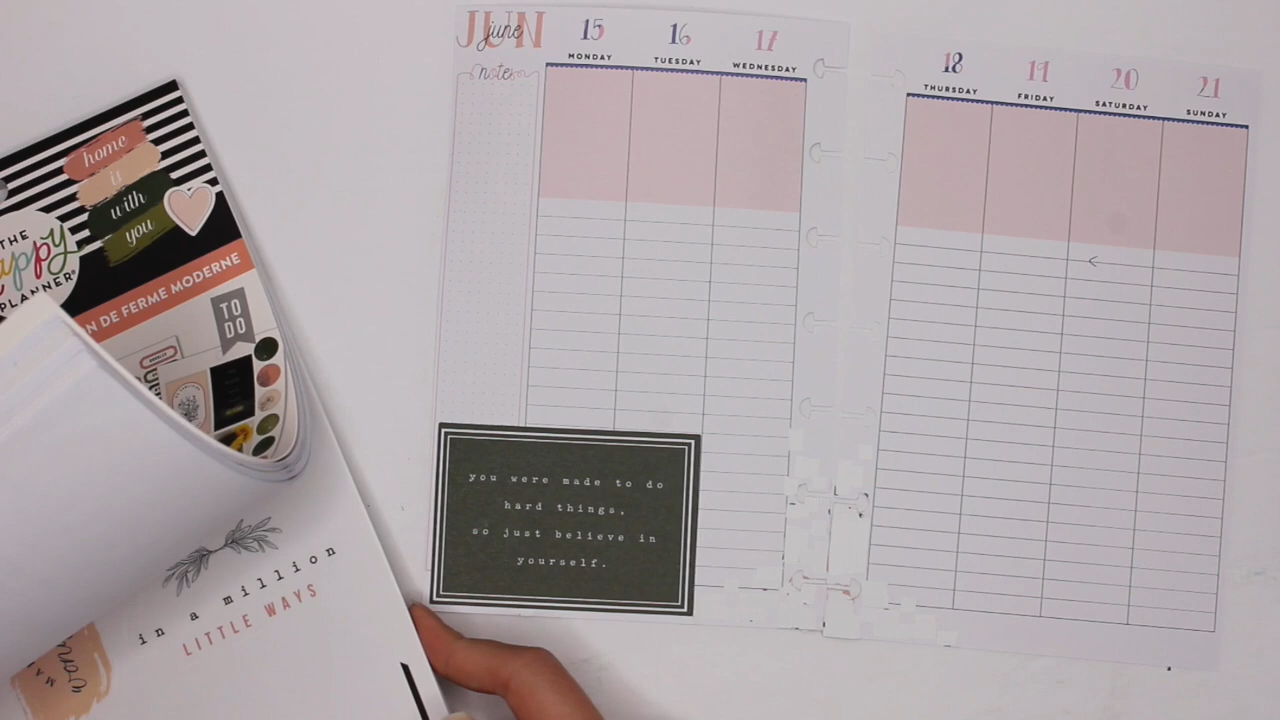 JUN
june
notes
15
MONDAY
16
TUESDAY
17
WEDNESDAY
18
THURSDAY
19
FRIDAY
20
SATURDAY
21
SUNDAY
you were made to do
hard things.
so just believe in
yourself.
home
is
with
you
THE
appy
PLANNER®
N DE FERME MODERNE
TO
DO
in a million
LITTLE WAYS